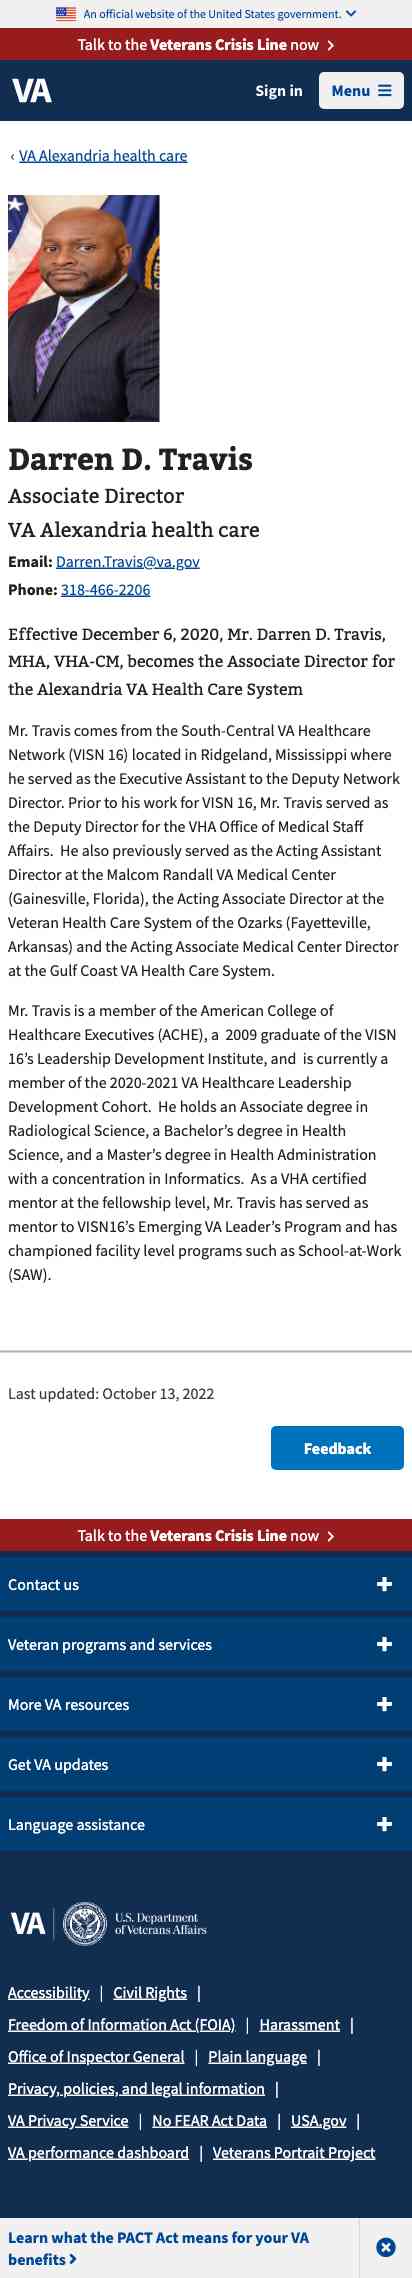 An official website of the United States government.
Talk to the Veterans Crisis Line now
VA
Sign in
Menu
‹ VA Alexandria health care
Darren D. Travis
Associate Director
VA Alexandria health care
Email: Darren.Travis@va.gov
Phone: 318-466-2206
Effective December 6, 2020, Mr. Darren D. Travis,
MHA, VHA-CM, becomes the Associate Director for
the Alexandria VA Health Care System
Mr. Travis comes from the South-Central VA Healthcare
Network (VISN 16) located in Ridgeland, Mississippi where
he served as the Executive Assistant to the Deputy Network
Director. Prior to his work for VISN 16, Mr. Travis served as
the Deputy Director for the VHA Office of Medical Staff
Affairs.  He also previously served as the Acting Assistant
Director at the Malcom Randall VA Medical Center
(Gainesville, Florida), the Acting Associate Director at the
Veteran Health Care System of the Ozarks (Fayetteville,
Arkansas) and the Acting Associate Medical Center Director
at the Gulf Coast VA Health Care System.
Mr. Travis is a member of the American College of
Healthcare Executives (ACHE), a  2009 graduate of the VISN
16’s Leadership Development Institute, and  is currently a
member of the 2020-2021 VA Healthcare Leadership
Development Cohort.  He holds an Associate degree in
Radiological Science, a Bachelor’s degree in Health
Science, and a Master’s degree in Health Administration
with a concentration in Informatics.  As a VHA certified
mentor at the fellowship level, Mr. Travis has served as
mentor to VISN16’s Emerging VA Leader’s Program and has
championed facility level programs such as School-at-Work
(SAW).
Last updated: October 13, 2022
Feedback
Talk to the Veterans Crisis Line now
Contact us
Veteran programs and services
More VA resources
Get VA updates
Language assistance
VA | U.S. Department
of Veterans Affairs
Accessibility | Civil Rights |
Freedom of Information Act (FOIA) | Harassment |
Office of Inspector General | Plain language |
Privacy, policies, and legal information |
VA Privacy Service | No FEAR Act Data | USA.gov |
VA performance dashboard | Veterans Portrait Project
Learn what the PACT Act means for your VA
benefits